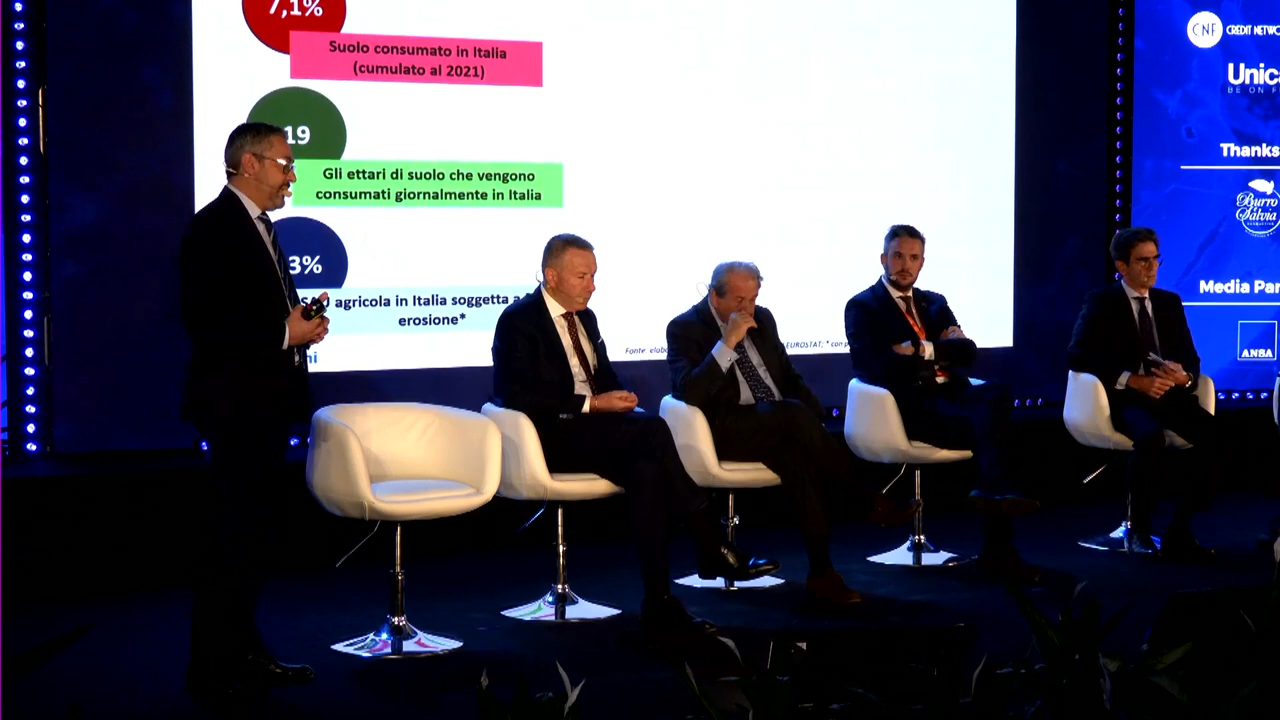 7,1%
Suolo consumato in Italia
(cumulato al 2021)
19
Gli ettari di suolo che vengono
consumati giornalmente in Italia
3%
agricola in Italia soggetta a
erosione*
Fonte:
EUROSTAT; * con
CNF CREDIT NETWO
Unic
BE ON
Thanks
Burro
& Salvia
Media Par
ANSA